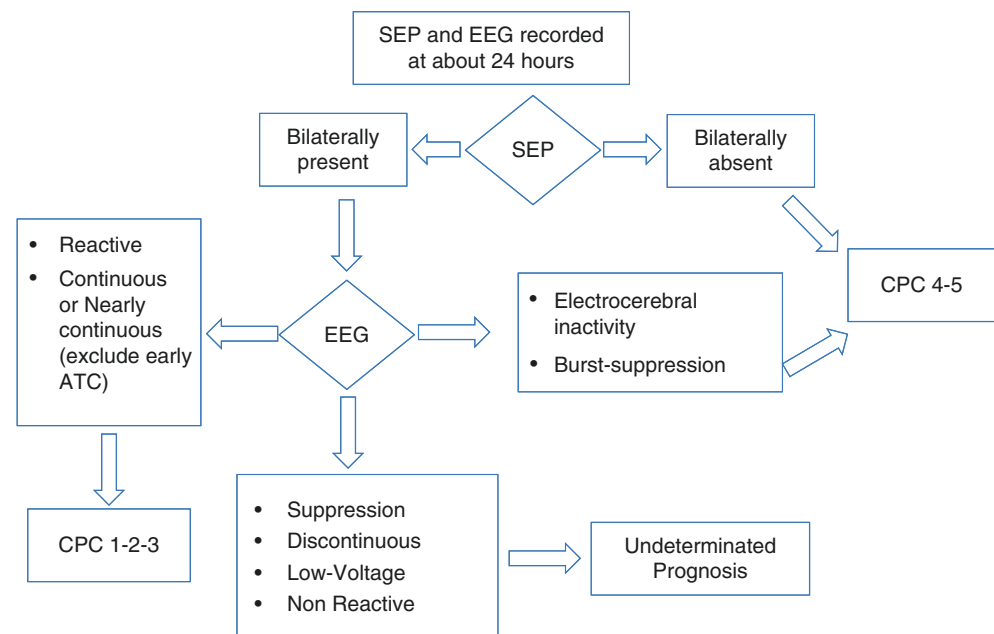 SEP and EEG recorded
at about 24 hours
Bilaterally
present
SEP
Bilaterally
absent
• Reactive
• Continuous
or Nearly
continuous
(exclude early
ATC)
EEG
• Electrocerebral
inactivity
• Burst-suppression
CPC 4-5
CPC 1-2-3
• Suppression
• Discontinuous
• Low-Voltage
• Non Reactive
Undeterminated
Prognosis